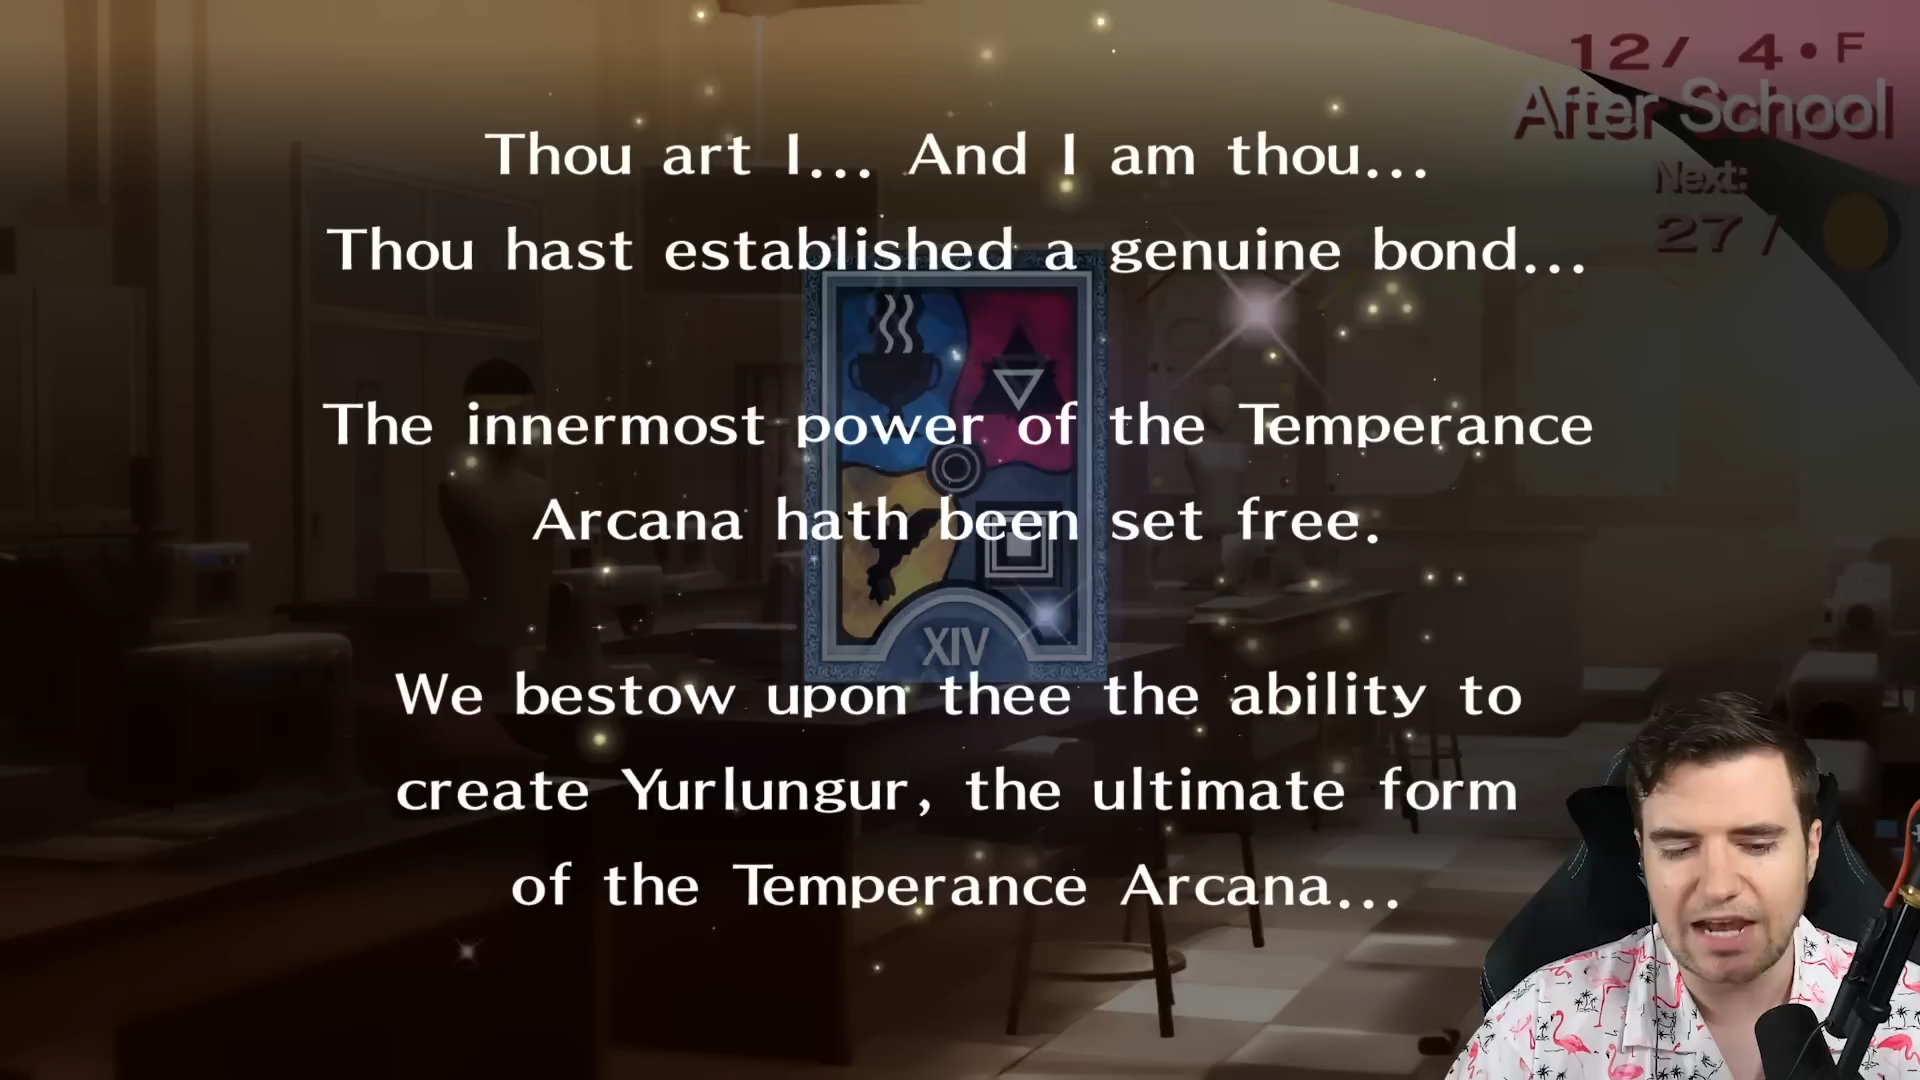 12/ 4•F
After School
Next:
27/
Thou art I... And I am thou...
Thou hast established a genuine bond...
The innermost power of the Temperance
Arcana hath been set free.
XIV
We bestow upon thee the ability to
create Yurlungur, the ultimate form
of the Temperance Arcana...